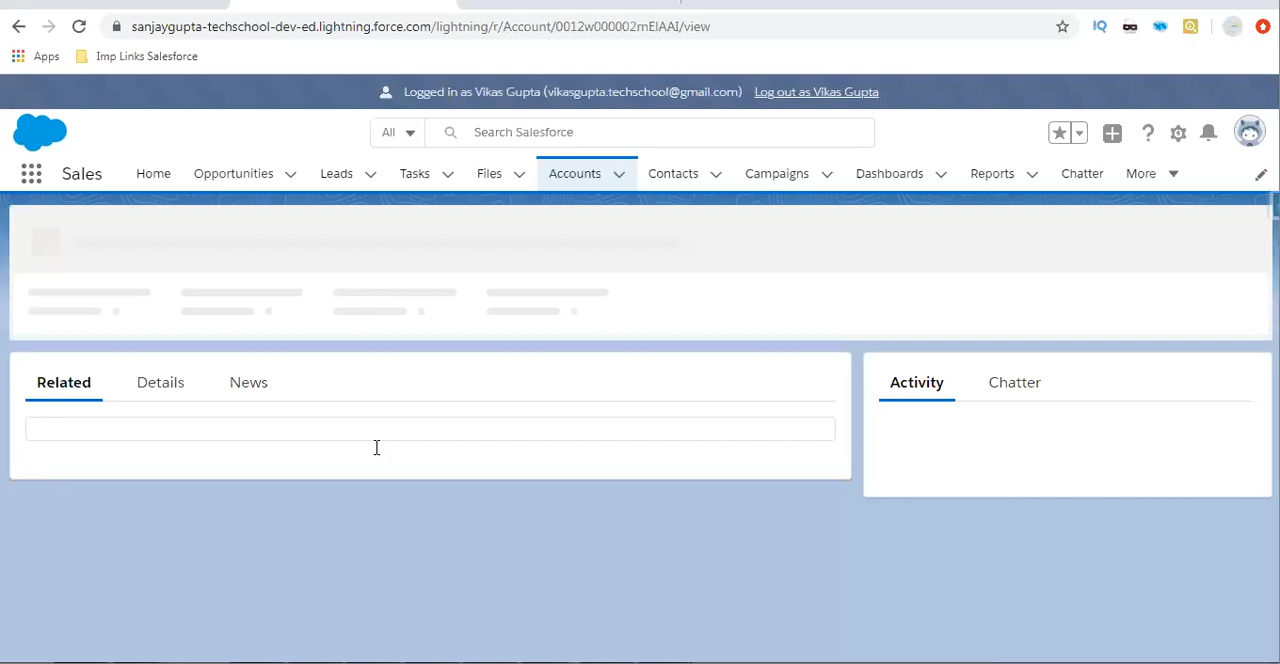 sanjaygupta-techschool-dev-ed.lightning.force.com/lightning/r/Account/0012w000002mElAAI/view
Apps Imp Links Salesforce
Logged in as Vikas Gupta (vikasgupta.techschool@gmail.com) Log out as Vikas Gupta
All Search Salesforce
Sales Home Opportunities Leads Tasks Files Accounts Contacts Campaigns Dashboards Reports Chatter More
Related Details News Activity Chatter